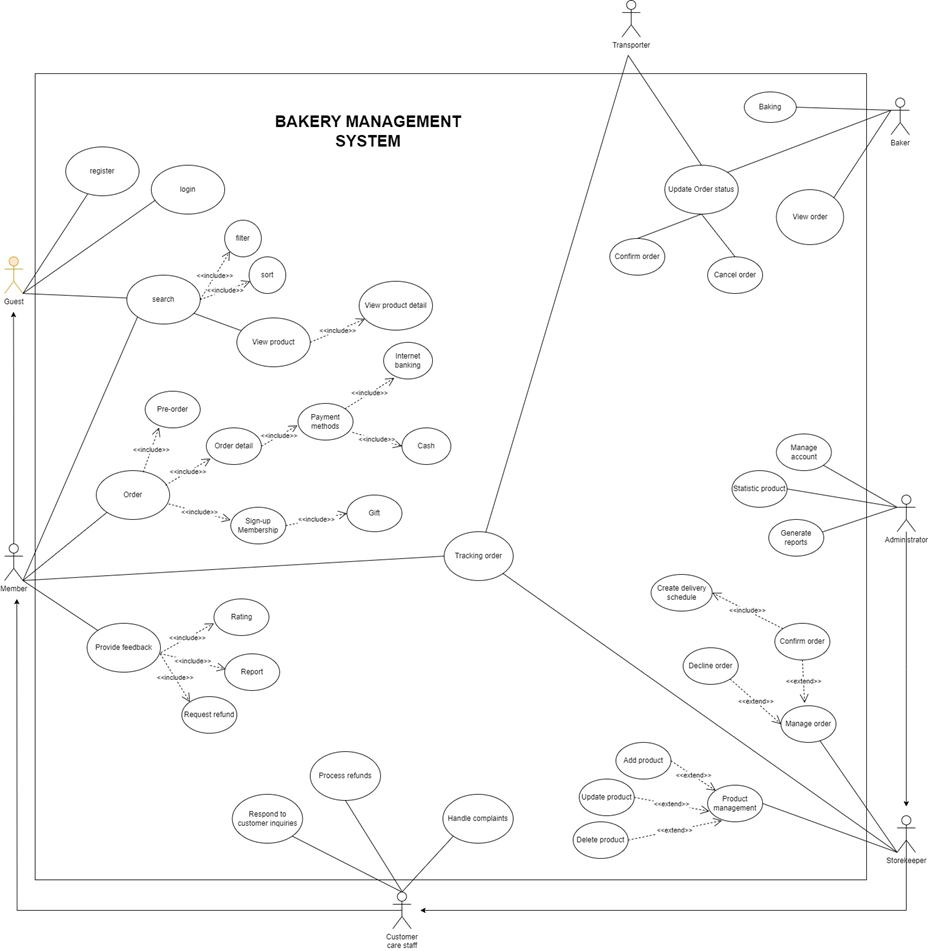 Transporter
BAKERY MANAGEMENT
SYSTEM
Baking
Baker
register
login
Update Order status
View order
filter
<<include>>
sort
<<include>>
Confirm order
Cancel order
Guest
search
View product detail
<<include>>
View product
Internet
banking
<<include>>
Pre-order
Payment
methods
<<include>>
Cash
<<include>>
Order detail
<<include>>
<<include>>
Manage
account
Statistic product
Order
<<include>>
Sign-up
Membership
<<include>>
Gift
Generate
reports
Administrator
Tracking order
Member
Create delivery
schedule
<<include>>
Confirm order
Rating
<<include>>
Provide feedback
<<include>>
Report
<<include>>
Request refund
Decline order
<<extend>>
<<extend>>
Manage order
Add product
<<extend>>
Process refunds
Update product
<<extend>>
Product
management
Respond to
customer inquiries
Handle complaints
Delete product
<<extend>>
Storekeeper
Customer
care staff